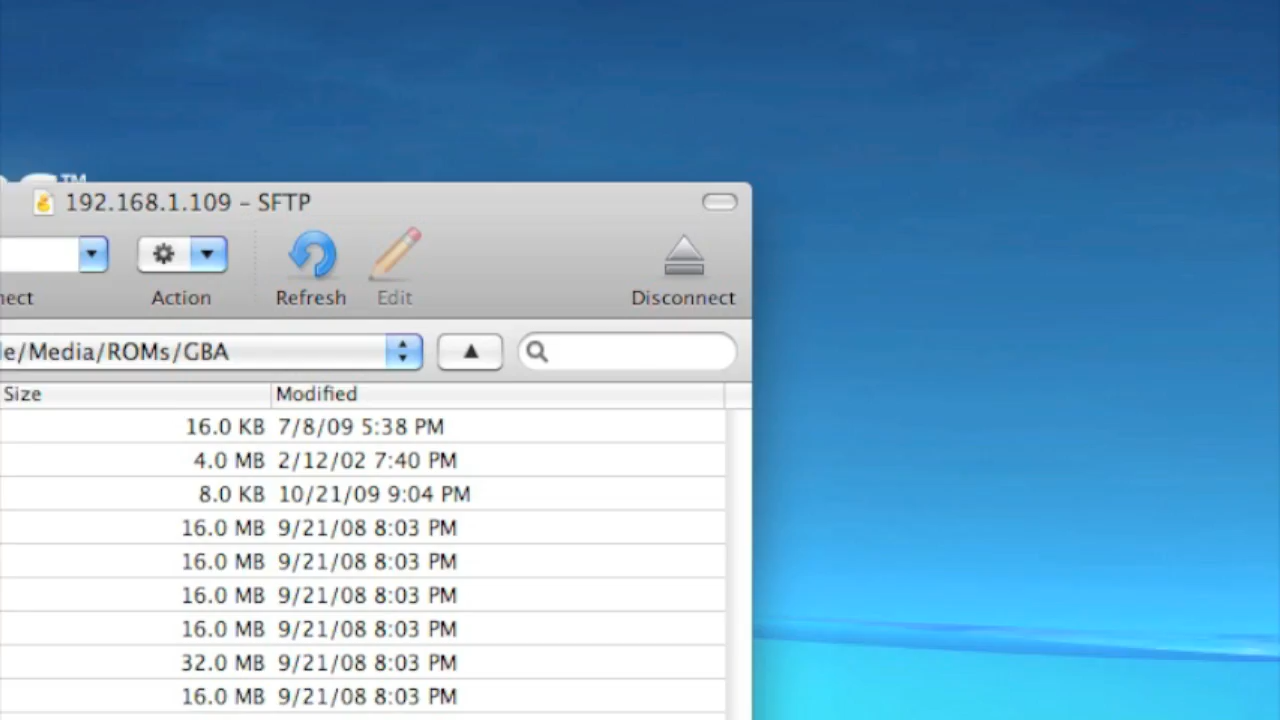 ™
192.168.1.109 – SFTP
nect Action Refresh Edit Disconnect
le/Media/ROMs/GBA
Size Modified
16.0 KB 7/8/09 5:38 PM
4.0 MB 2/12/02 7:40 PM
8.0 KB 10/21/09 9:04 PM
16.0 MB 9/21/08 8:03 PM
16.0 MB 9/21/08 8:03 PM
16.0 MB 9/21/08 8:03 PM
16.0 MB 9/21/08 8:03 PM
32.0 MB 9/21/08 8:03 PM
16.0 MB 9/21/08 8:03 PM